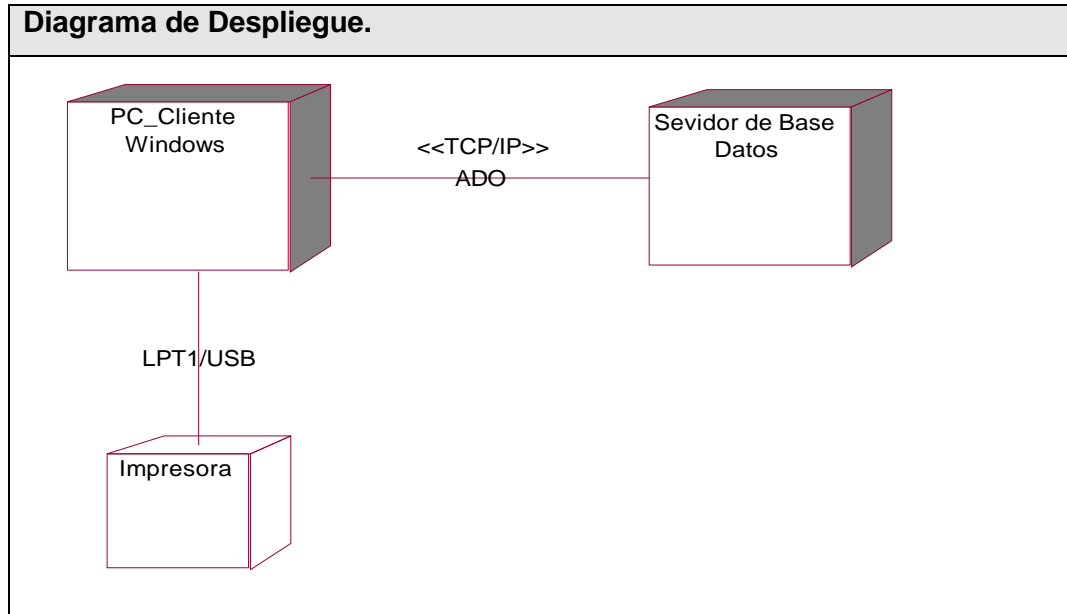 Diagrama de Despliegue.
PC_Cliente
Windows
<<TCP/IP>>
ADO
Sevidor de Base
Datos
LPT1/USB
Impresora